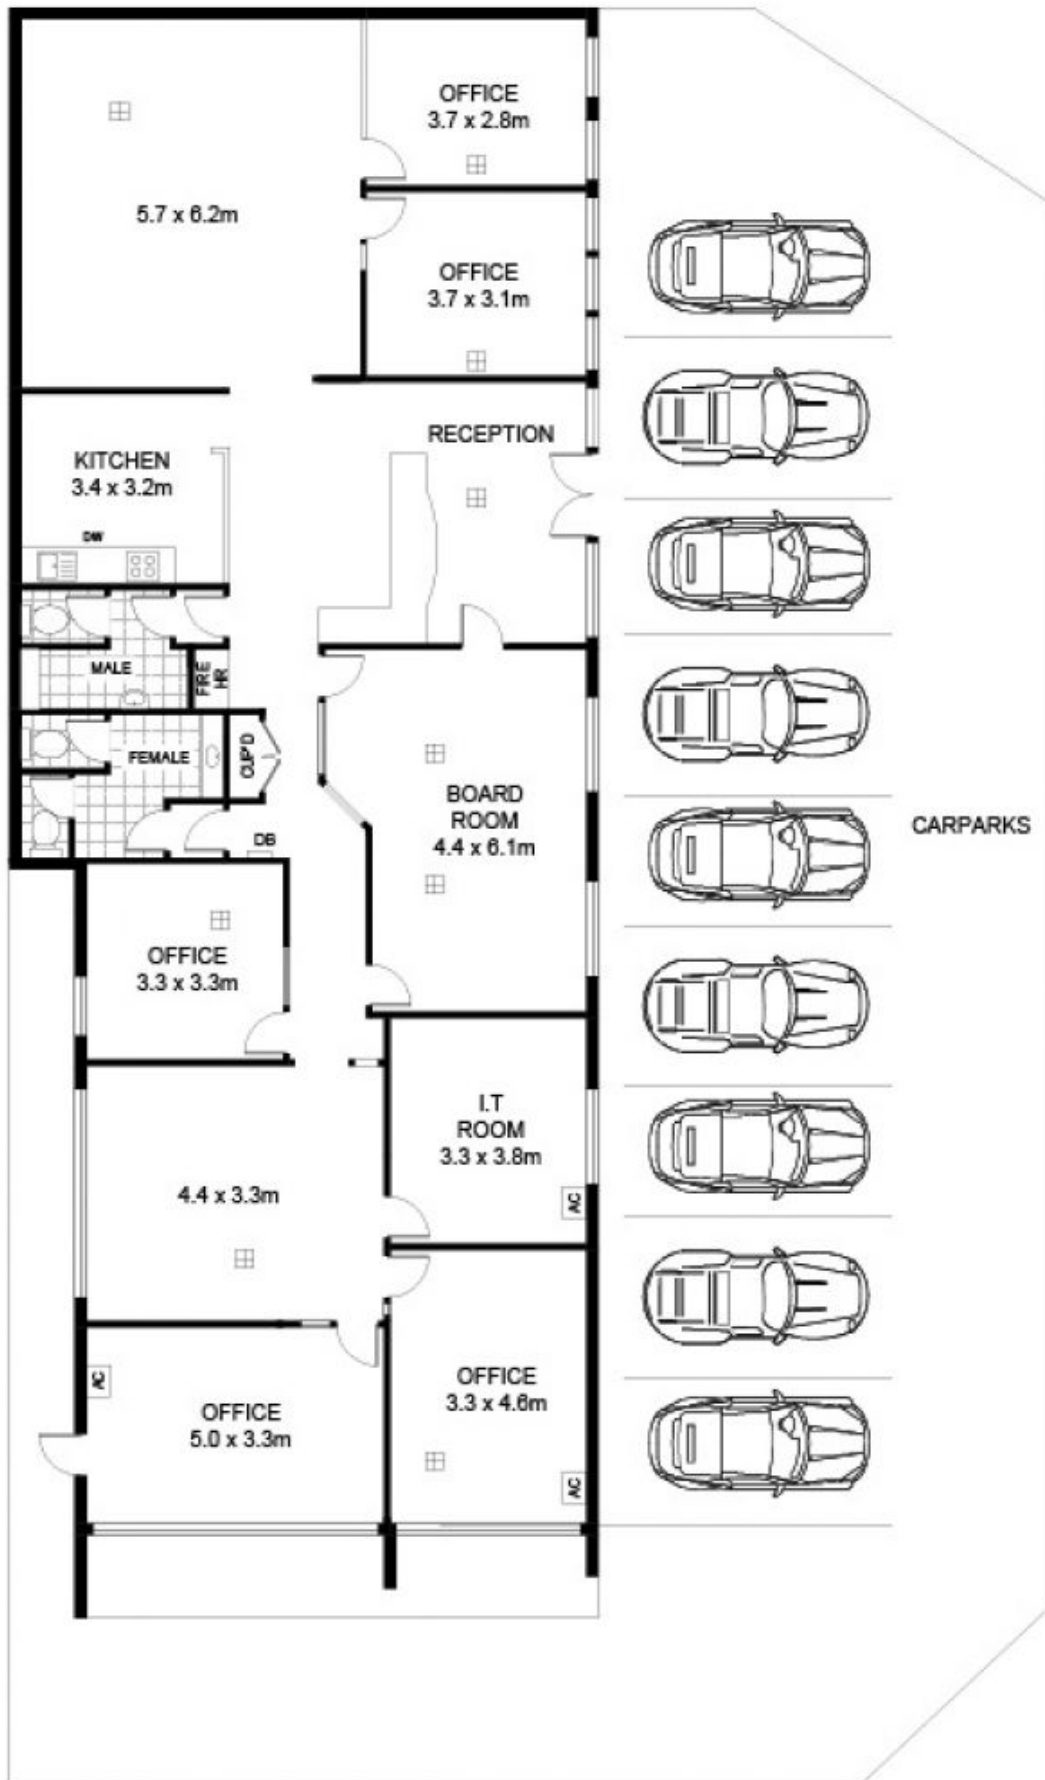 OFFICE
3.7 x 2.8m
5.7 x 6.2m
OFFICE
3.7 x 3.1m
RECEPTION
KITCHEN
3.4 x 3.2m
DW
MALE
FIRE
HR
FEMALE
CUP'D
DB
BOARD
ROOM
4.4 x 6.1m
CARPARKS
OFFICE
3.3 x 3.3m
I.T
ROOM
3.3 x 3.8m
AC
4.4 x 3.3m
AC
OFFICE
5.0 x 3.3m
OFFICE
3.3 x 4.6m
AC